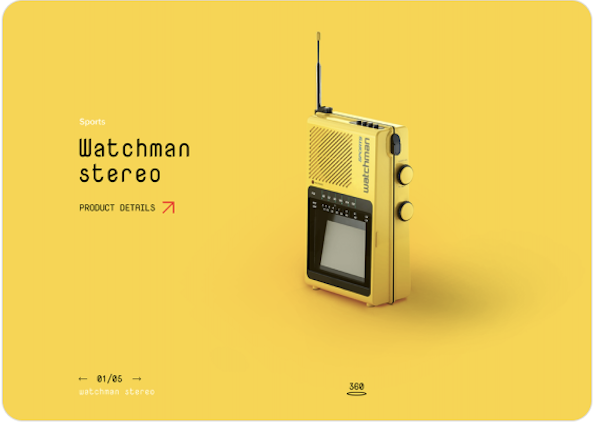 Sports
Watchman
stereo
PRODUCT DETAILS
SPORTS
watchman
← 01/05 →
watchman stereo
360